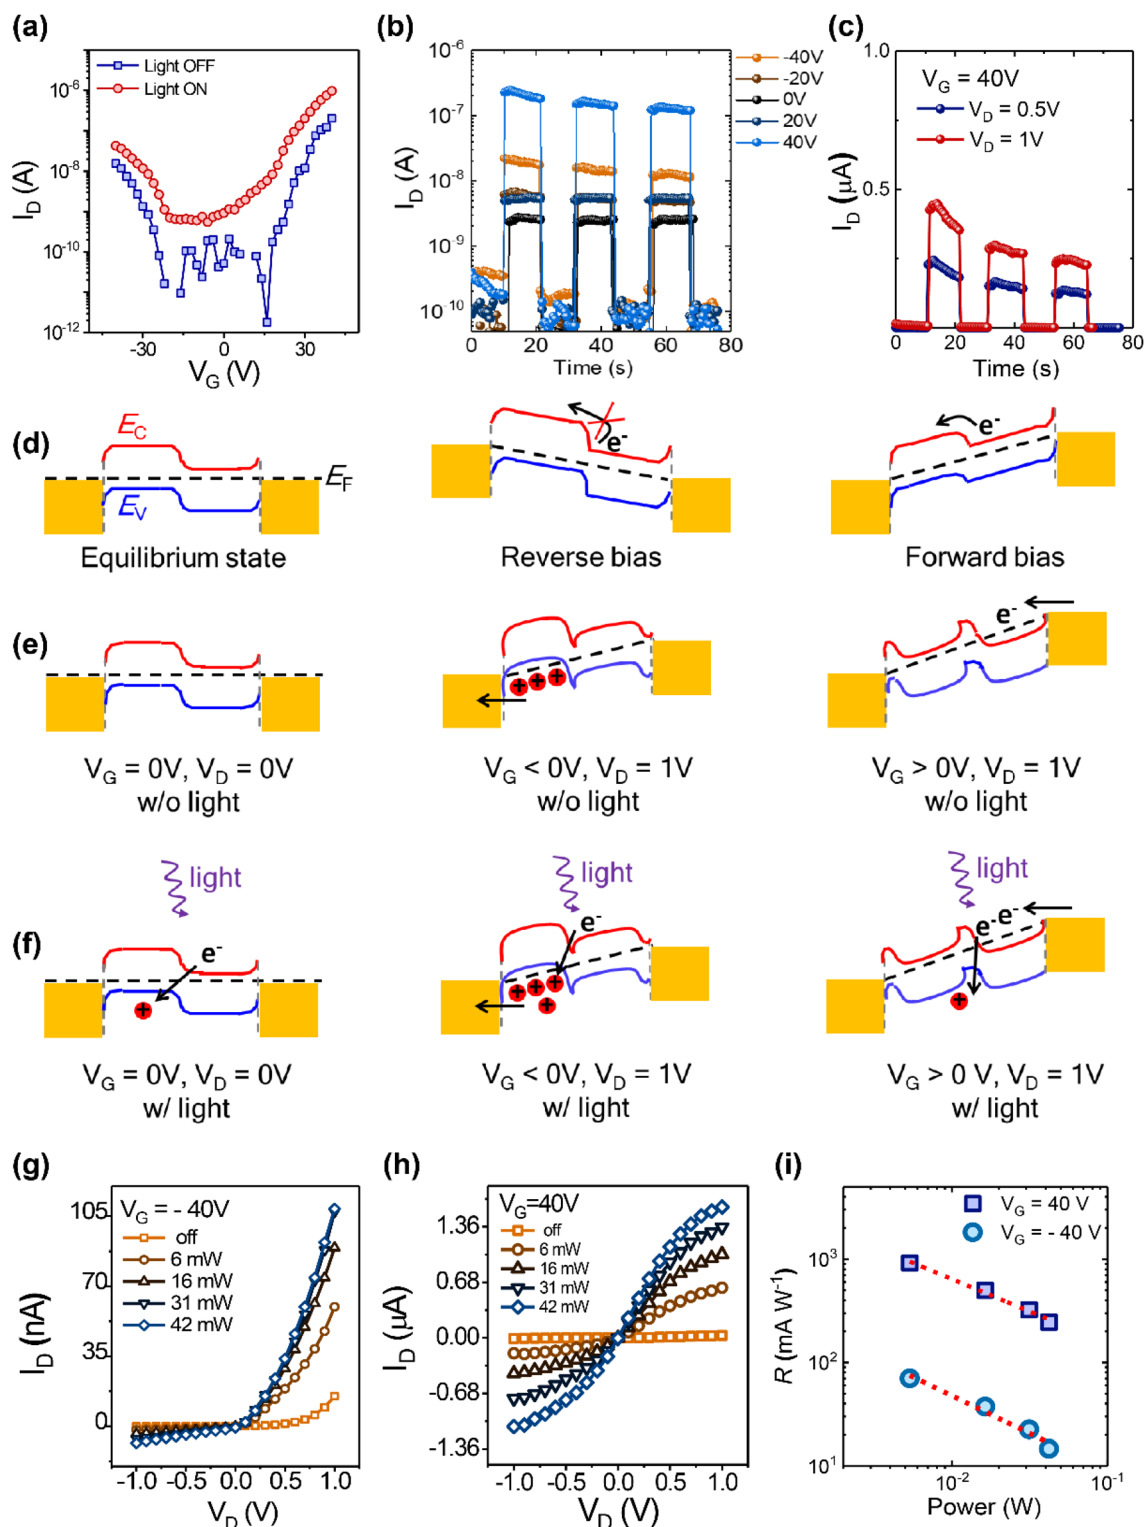 (a)
Light OFF
Light ON
10⁻⁶
10⁻⁸
10⁻¹⁰
10⁻¹²
I_D (A)
-30
0
30
V_G (V)
(b)
10⁻⁶
10⁻⁷
10⁻⁸
10⁻⁹
10⁻¹⁰
I_D (A)
0
20
40
60
80
Time (s)
-40V
-20V
0V
20V
40V
(c)
1.0
0.5
I_D (µA)
V_G = 40V
V_D = 0.5V
V_D = 1V
0
20
40
60
80
Time (s)
(d)
E_C
E_F
E_V
Equilibrium state
e⁻
Reverse bias
e⁻
Forward bias
(e)
V_G = 0V, V_D = 0V
w/o light
V_G < 0V, V_D = 1V
w/o light
e⁻
V_G > 0V, V_D = 1V
w/o light
(f)
light
e⁻
V_G = 0V, V_D = 0V
w/ light
light
e⁻
V_G < 0V, V_D = 1V
w/ light
light
e⁻e⁻
V_G > 0 V, V_D = 1V
w/ light
(g)
105
70
35
0
I_D (nA)
V_G = - 40V
off
6 mW
16 mW
31 mW
42 mW
-1.0
-0.5
0.0
0.5
1.0
V_D (V)
(h)
1.36
0.68
0.00
-0.68
-1.36
I_D (µA)
V_G=40V
off
6 mW
16 mW
31 mW
42 mW
-1.0
-0.5
0.0
0.5
1.0
V_D (V)
(i)
V_G = 40 V
V_G = - 40 V
10³
10²
10¹
R (mA W⁻¹)
10⁻²
10⁻¹
Power (W)